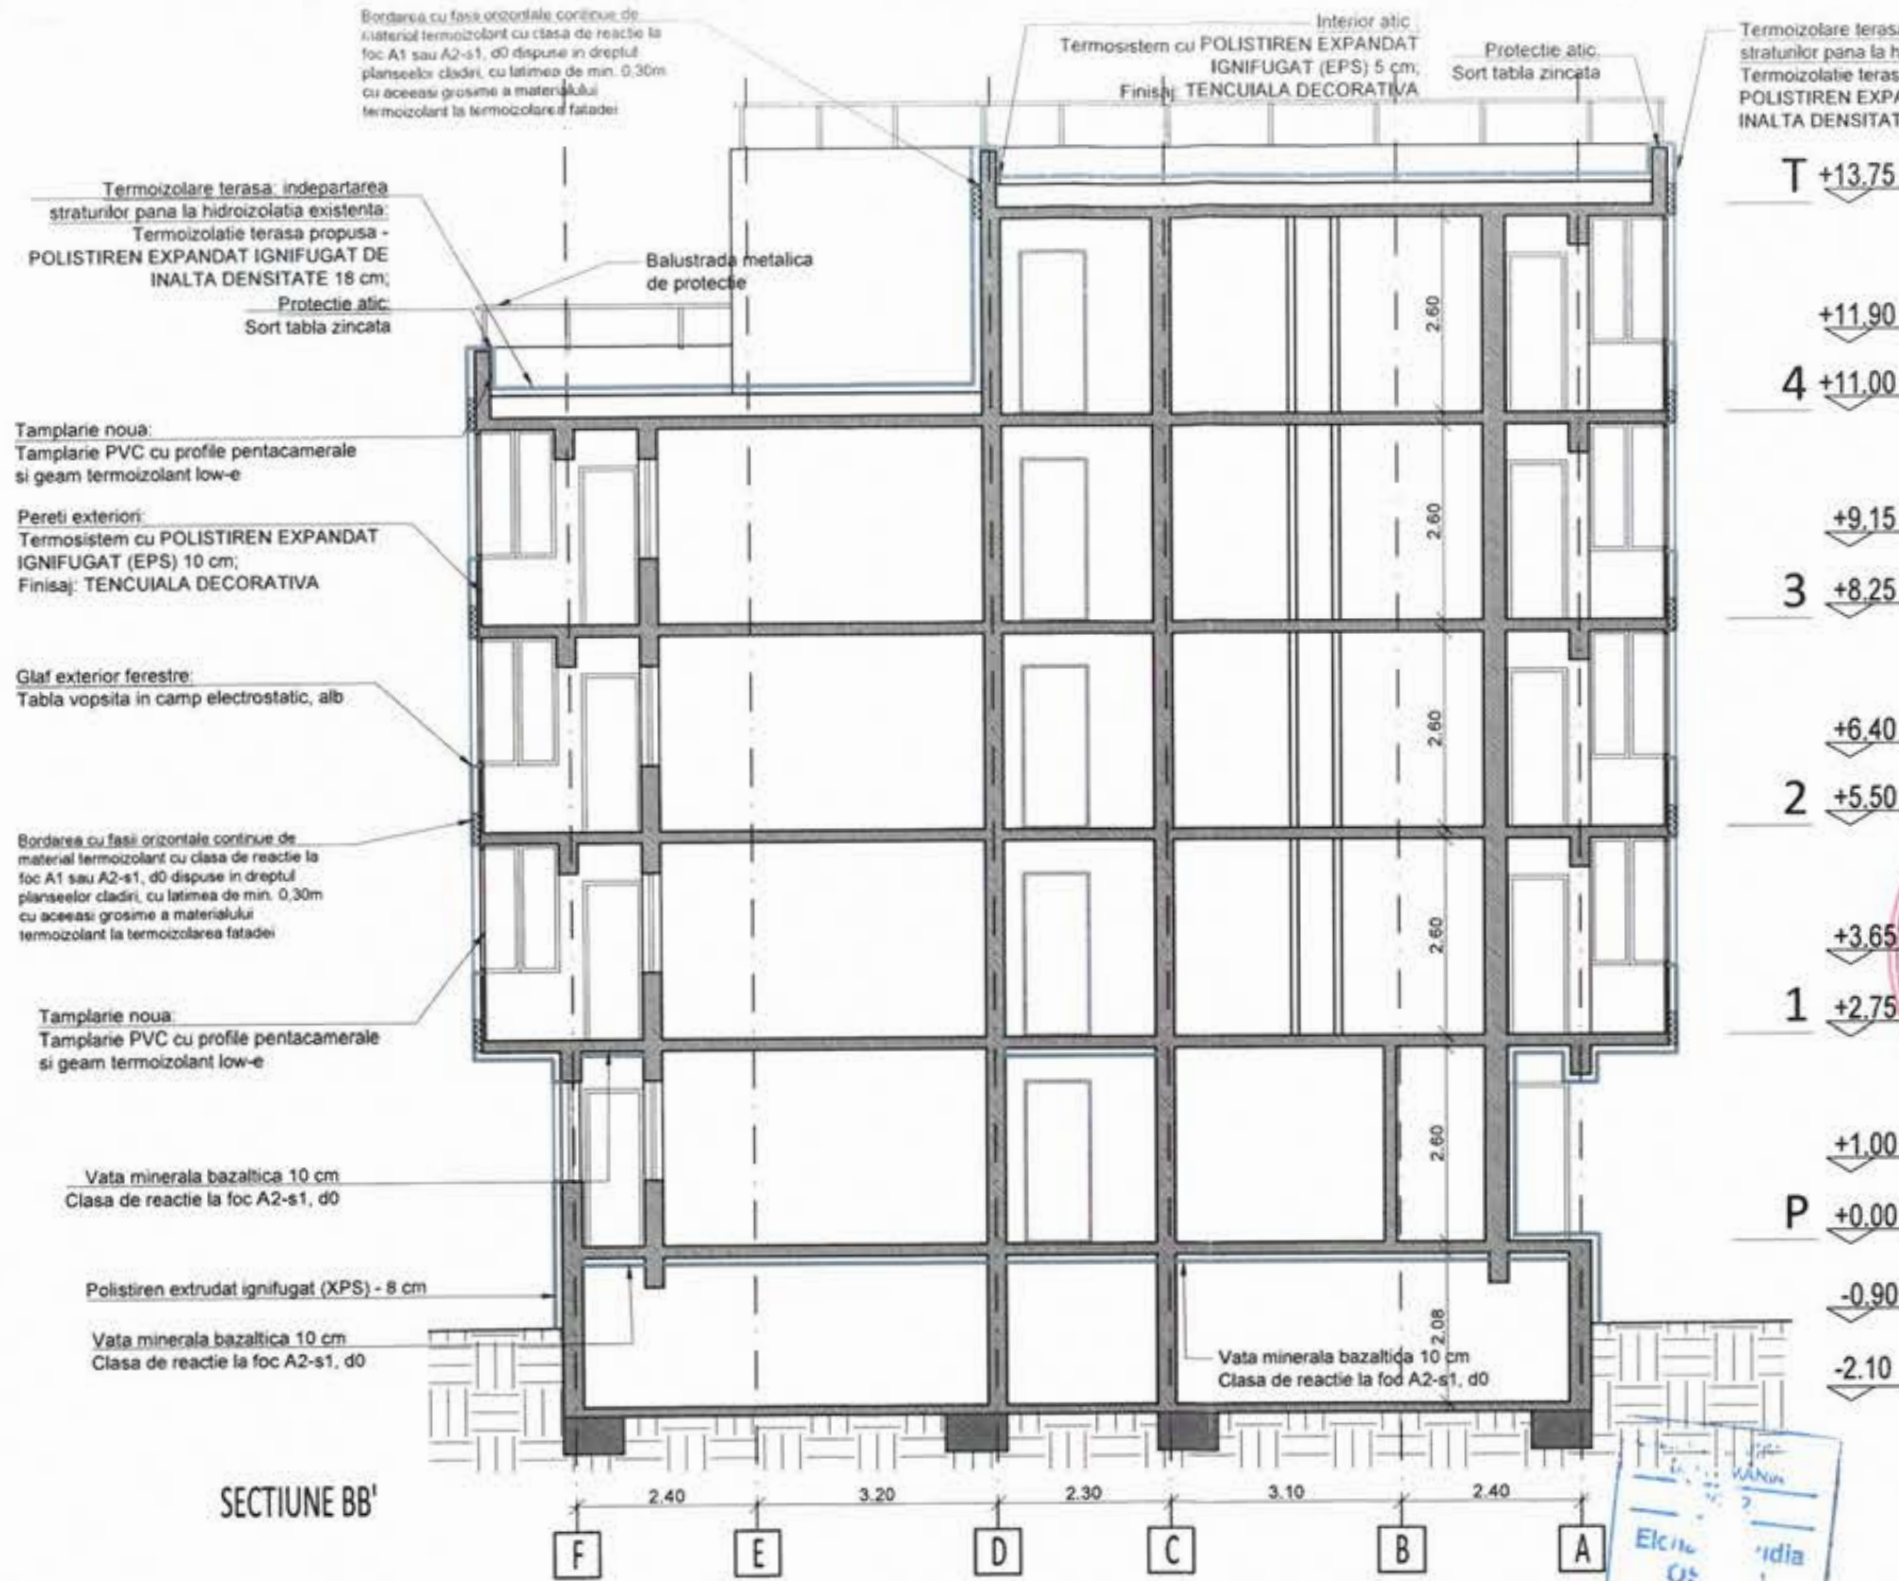 Bordarea cu fasii orizontale continue de
material termoizolant cu clasa de reactie la
foc A1 sau A2-s1, d0 dispuse in dreptul
planseelor cladiri, cu latimea de min. 0,30m
cu aceeasi grosime a materialului
termoizolant la termoizolarea fatadei
Interior atic
Termosistem cu POLISTIREN EXPANDAT
IGNIFUGAT (EPS) 5 cm;
Finisaj: TENCUIALA DECORATIVA
Protectie atic:
Sort tabla zincata
Termoizolare teras
straturilor pana la h
Termoizolatie teras
POLISTIREN EXPA
INALTA DENSITAT
Termoizolare terasa: indepartarea
straturilor pana la hidroizolatia existenta:
Termoizolatie terasa propusa -
POLISTIREN EXPANDAT IGNIFUGAT DE
INALTA DENSITATE 18 cm;
Protectie atic:
Sort tabla zincata
Balustrada metalica
de protectie
Tamplarie noua:
Tamplarie PVC cu profile pentacamerale
si geam termoizolant low-e
Pereti exteriori:
Termosistem cu POLISTIREN EXPANDAT
IGNIFUGAT (EPS) 10 cm;
Finisaj: TENCUIALA DECORATIVA
Glaf exterior ferestre:
Tabla vopsita in camp electrostatic, alb
Bordarea cu fasii orizontale continue de
material termoizolant cu clasa de reactie la
foc A1 sau A2-s1, d0 dispuse in dreptul
planseelor cladiri, cu latimea de min. 0,30m
cu aceeasi grosime a materialului
termoizolant la termoizolarea fatadei
Tamplarie noua:
Tamplarie PVC cu profile pentacamerale
si geam termoizolant low-e
Vata minerala bazaltica 10 cm
Clasa de reactie la foc A2-s1, d0
Polistiren extrudat ignifugat (XPS) - 8 cm
Vata minerala bazaltica 10 cm
Clasa de reactie la foc A2-s1, d0
Vata minerala bazaltica 10 cm
Clasa de reactie la foc A2-s1, d0
2.60
2.60
2.60
2.60
2.60
2.08
T +13,75
+11,90
4 +11,00
+9,15
3 +8,25
+6,40
2 +5,50
+3,65
1 +2,75
+1,00
P +0,00
-0,90
-2.10
SECTIUNE BB'
2.40 3.20 2.30 3.10 2.40
F E D C B A